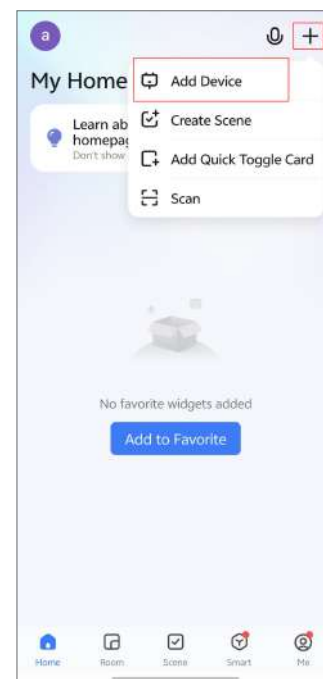 a
My Home
Add Device
Learn ab
homepag
Don't show
Create Scene
Add Quick Toggle Card
Scan
No favorite widgets added
Add to Favorite
Home
Room
Scene
Smart
Me